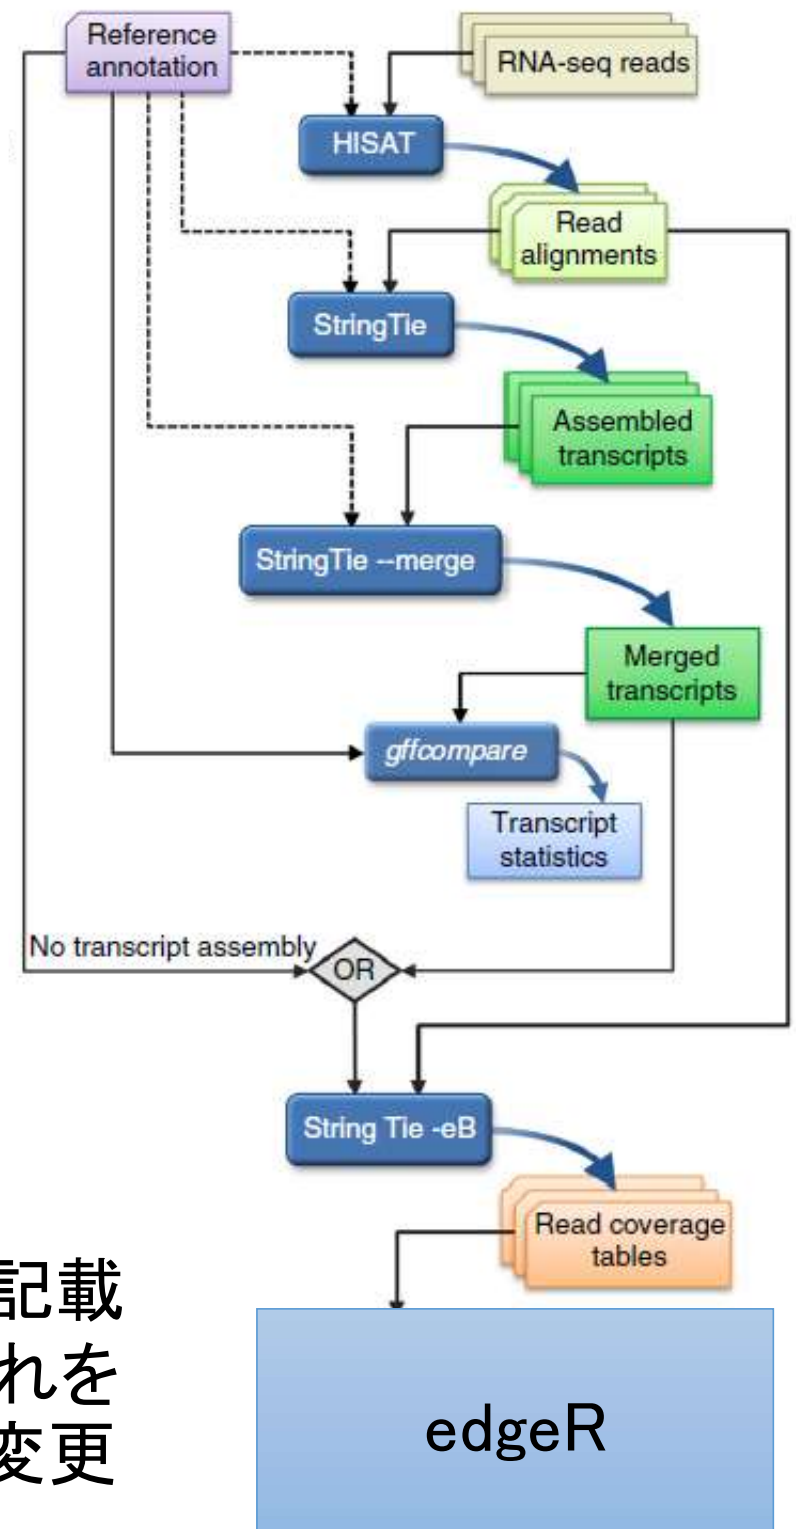 Reference
annotation
RNA-seq reads
HISAT
Read
alignments
StringTie
Assembled
transcripts
StringTie --merge
Merged
transcripts
gffcompare
Transcript
statistics
No transcript assembly
OR
String Tie -eB
Read coverage
tables
記載
れを
変更
edgeR